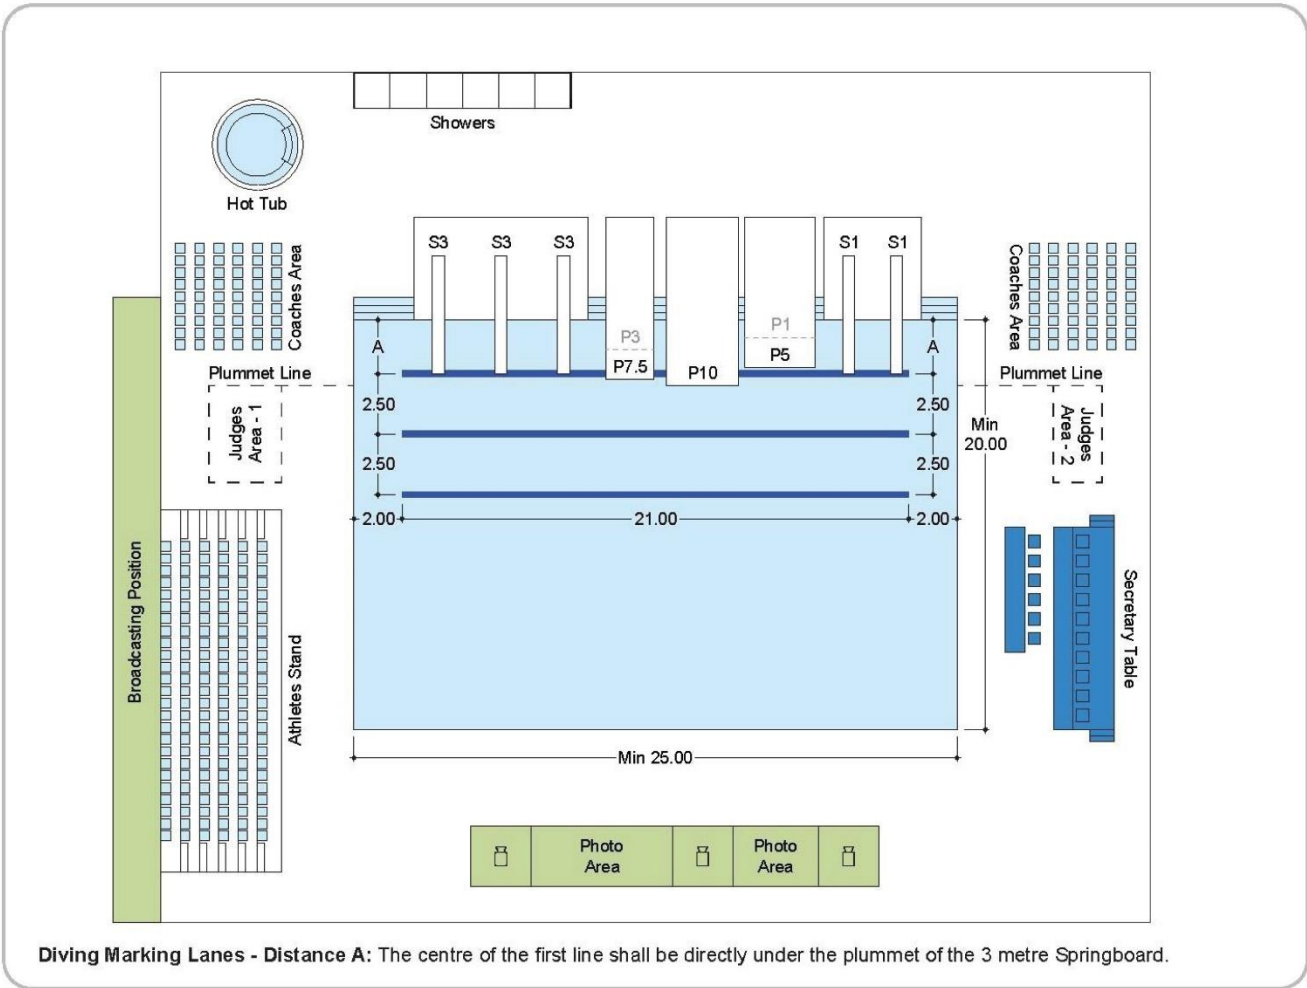 Showers
Hot Tub
Coaches Area
S3 S3 S3 S1 S1
Coaches Area
P3
P1
A
P7.5
P10
P5
A
Plummet Line
Plummet Line
Judges
Area - 1
2.50
2.50
Min
20.00
Judges
Area - 2
2.50
2.50
2.00
21.00
2.00
Broadcasting Position
Athletes Stand
Secretary Table
Min 25.00
Photo
Area
Photo
Area
Diving Marking Lanes - Distance A: The centre of the first line shall be directly under the plummet of the 3 metre Springboard.